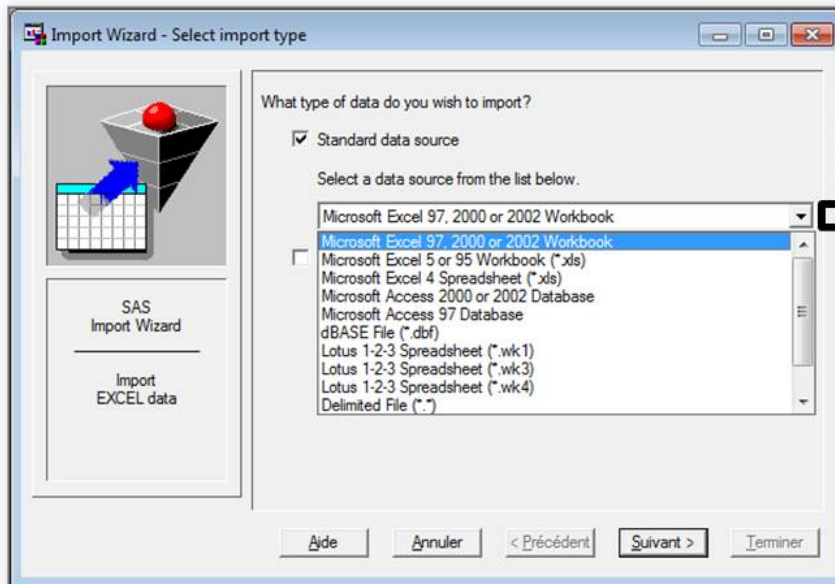 Import Wizard - Select import type
What type of data do you wish to import?
Standard data source
Select a data source from the list below.
Microsoft Excel 97, 2000 or 2002 Workbook
Microsoft Excel 97, 2000 or 2002 Workbook
Microsoft Excel 5 or 95 Workbook (*.xls)
Microsoft Excel 4 Spreadsheet (*.xls)
Microsoft Access 2000 or 2002 Database
Microsoft Access 97 Database
dBASE File (*.dbf)
Lotus 1-2-3 Spreadsheet (*.wk1)
Lotus 1-2-3 Spreadsheet (*.wk3)
Lotus 1-2-3 Spreadsheet (*.wk4)
Delimited File (*.*)
SAS
Import Wizard
Import
EXCEL data
Aide
Annuler
< Précédent
Suivant >
Terminer